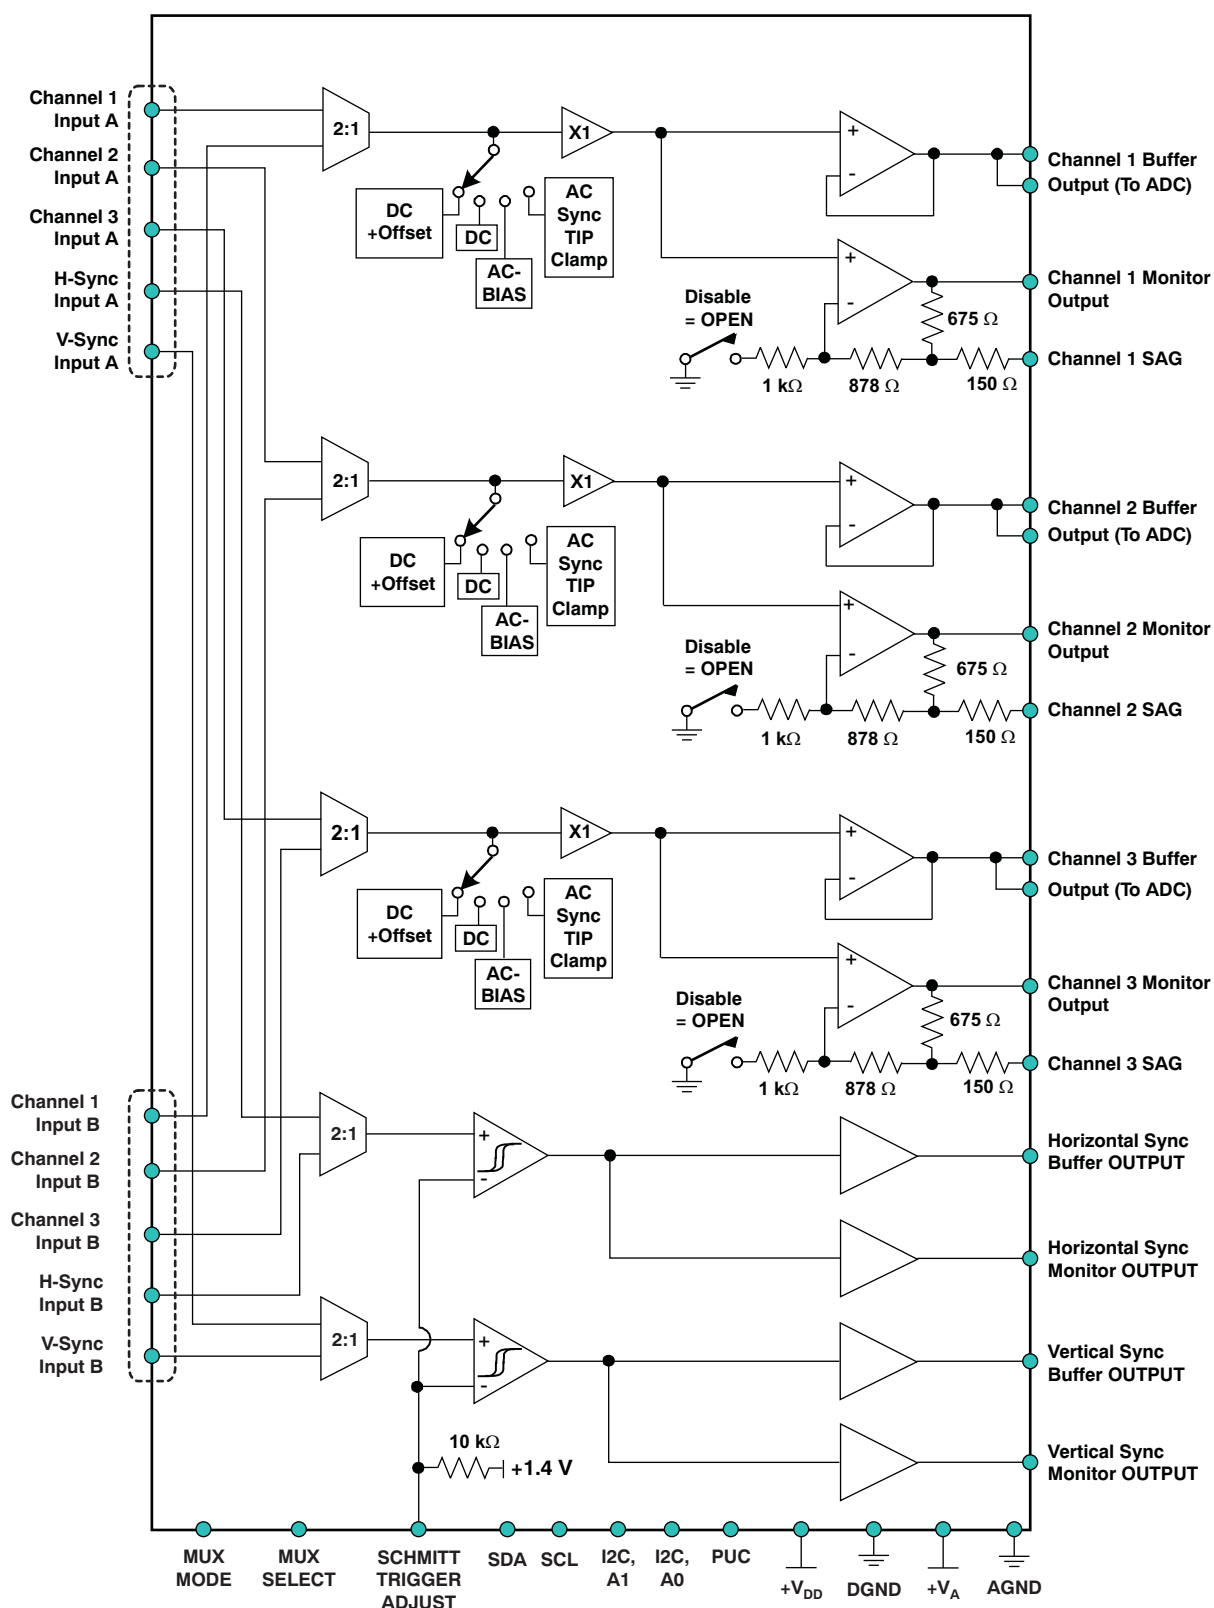 Channel 1
Input A
Channel 2
Input A
Channel 3
Input A
H-Sync
Input A
V-Sync
Input A
2:1
X1
+
-
DC
+Offset
DC
AC-
BIAS
AC
Sync
TIP
Clamp
Channel 1 Buffer
Output (To ADC)
+
-
Channel 1 Monitor
Output
Disable
= OPEN
675 Ω
1 kΩ
878 Ω
150 Ω
Channel 1 SAG
2:1
X1
+
-
DC
+Offset
DC
AC-
BIAS
AC
Sync
TIP
Clamp
Channel 2 Buffer
Output (To ADC)
+
-
Channel 2 Monitor
Output
Disable
= OPEN
675 Ω
1 kΩ
878 Ω
150 Ω
Channel 2 SAG
2:1
X1
+
-
DC
+Offset
DC
AC-
BIAS
AC
Sync
TIP
Clamp
Channel 3 Buffer
Output (To ADC)
+
-
Channel 3 Monitor
Output
Disable
= OPEN
675 Ω
1 kΩ
878 Ω
150 Ω
Channel 3 SAG
Channel 1
Input B
Channel 2
Input B
Channel 3
Input B
H-Sync
Input B
V-Sync
Input B
2:1
+
-
Horizontal Sync
Buffer OUTPUT
Horizontal Sync
Monitor OUTPUT
2:1
+
-
Vertical Sync
Buffer OUTPUT
10 kΩ
+1.4 V
Vertical Sync
Monitor OUTPUT
MUX
MODE
MUX
SELECT
SCHMITT
TRIGGER
ADJUST
SDA
SCL
I2C,
A1
I2C,
A0
PUC
+VDD
DGND
+VA
AGND